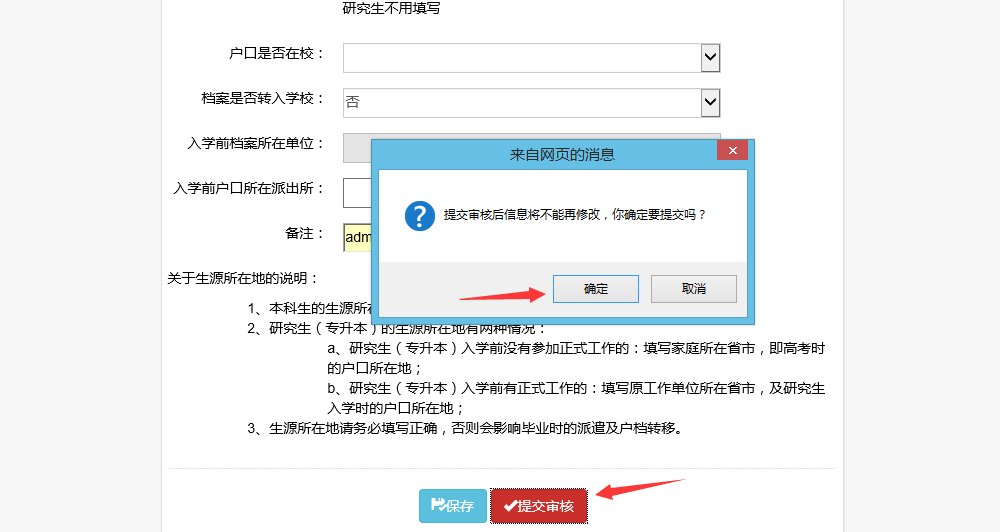 研究生不用填写
户口是否在校：
档案是否转入学校：
否
入学前档案所在单位：
来自网页的消息
提交审核后信息将不能再修改，你确定要提交吗？
入学前户口所在派出所：
备注：
adm
确定
取消
关于生源所在地的说明：
1、本科生的生源所在
2、研究生（专升本）的生源所在地有两种情况：
a、研究生（专升本）入学前没有参加正式工作的：填写家庭所在省市，即高考时
的户口所在地；
b、研究生（专升本）入学前有正式工作的：填写原工作单位所在省市，及研究生
入学时的户口所在地；
3、生源所在地请务必填写正确，否则会影响毕业时的派遣及户档转移。
保存
提交审核